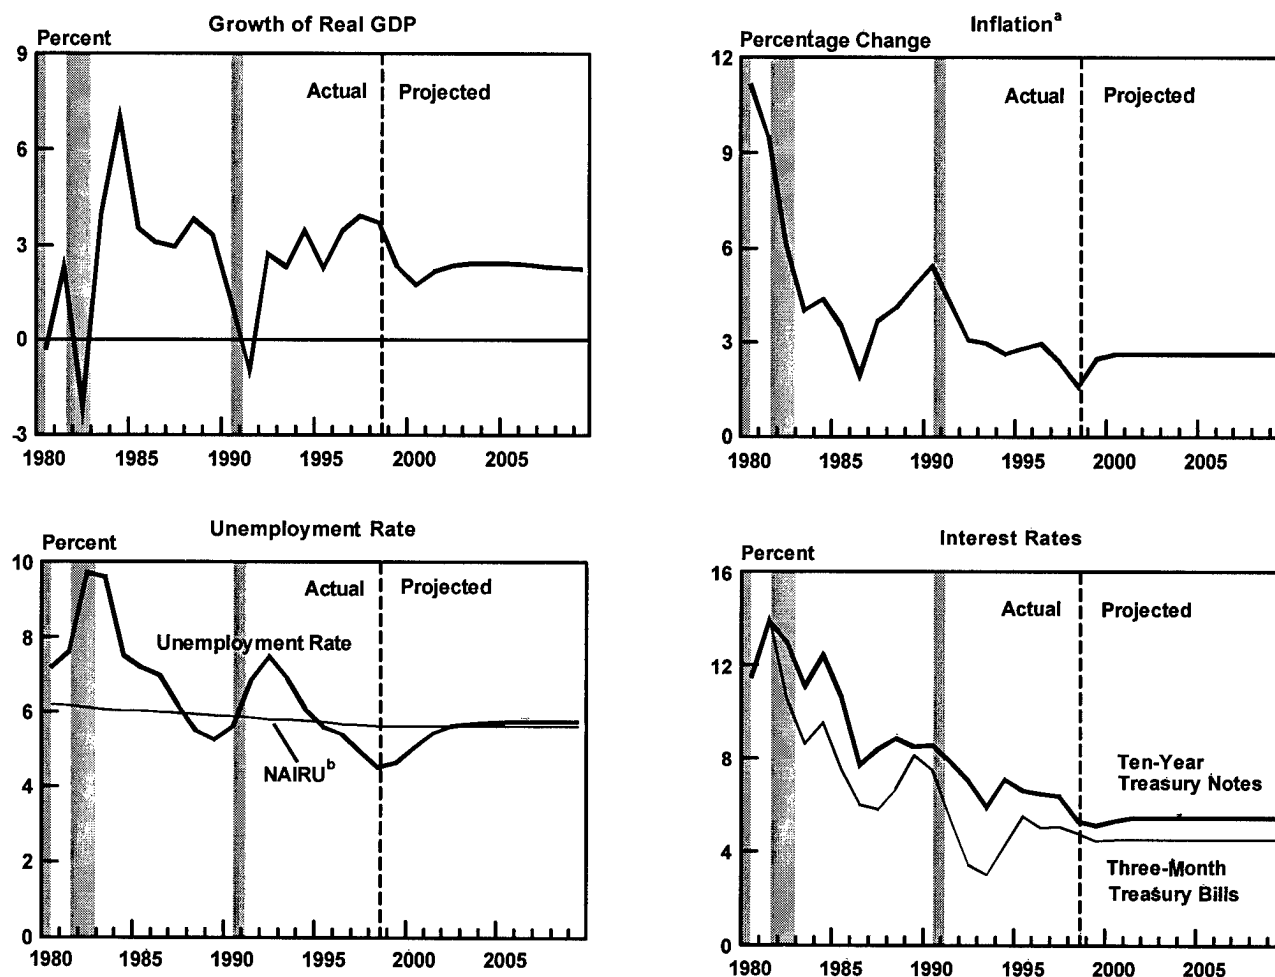 Growth of Real GDP
Percent
9
6
3
0
-3
Actual Projected
1980 1985 1990 1995 2000 2005
Inflationᵃ
Percentage Change
12
9
6
3
0
Actual Projected
1980 1985 1990 1995 2000 2005
Unemployment Rate
Percent
10
8
6
4
2
0
Actual Projected
Unemployment Rate
NAIRUᵇ
1980 1985 1990 1995 2000 2005
Interest Rates
Percent
16
12
8
4
0
Actual Projected
Ten-Year
Treasury Notes
Three-Month
Treasury Bills
1980 1985 1990 1995 2000 2005